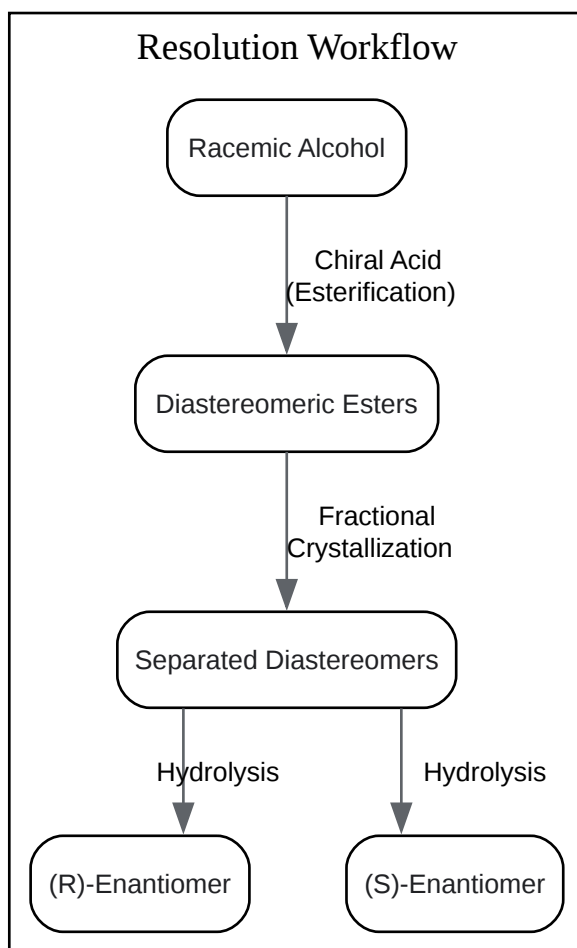 Resolution Workflow
Racemic Alcohol
Chiral Acid
(Esterification)
Diastereomeric Esters
Fractional
Crystallization
Separated Diastereomers
Hydrolysis
Hydrolysis
(R)-Enantiomer
(S)-Enantiomer